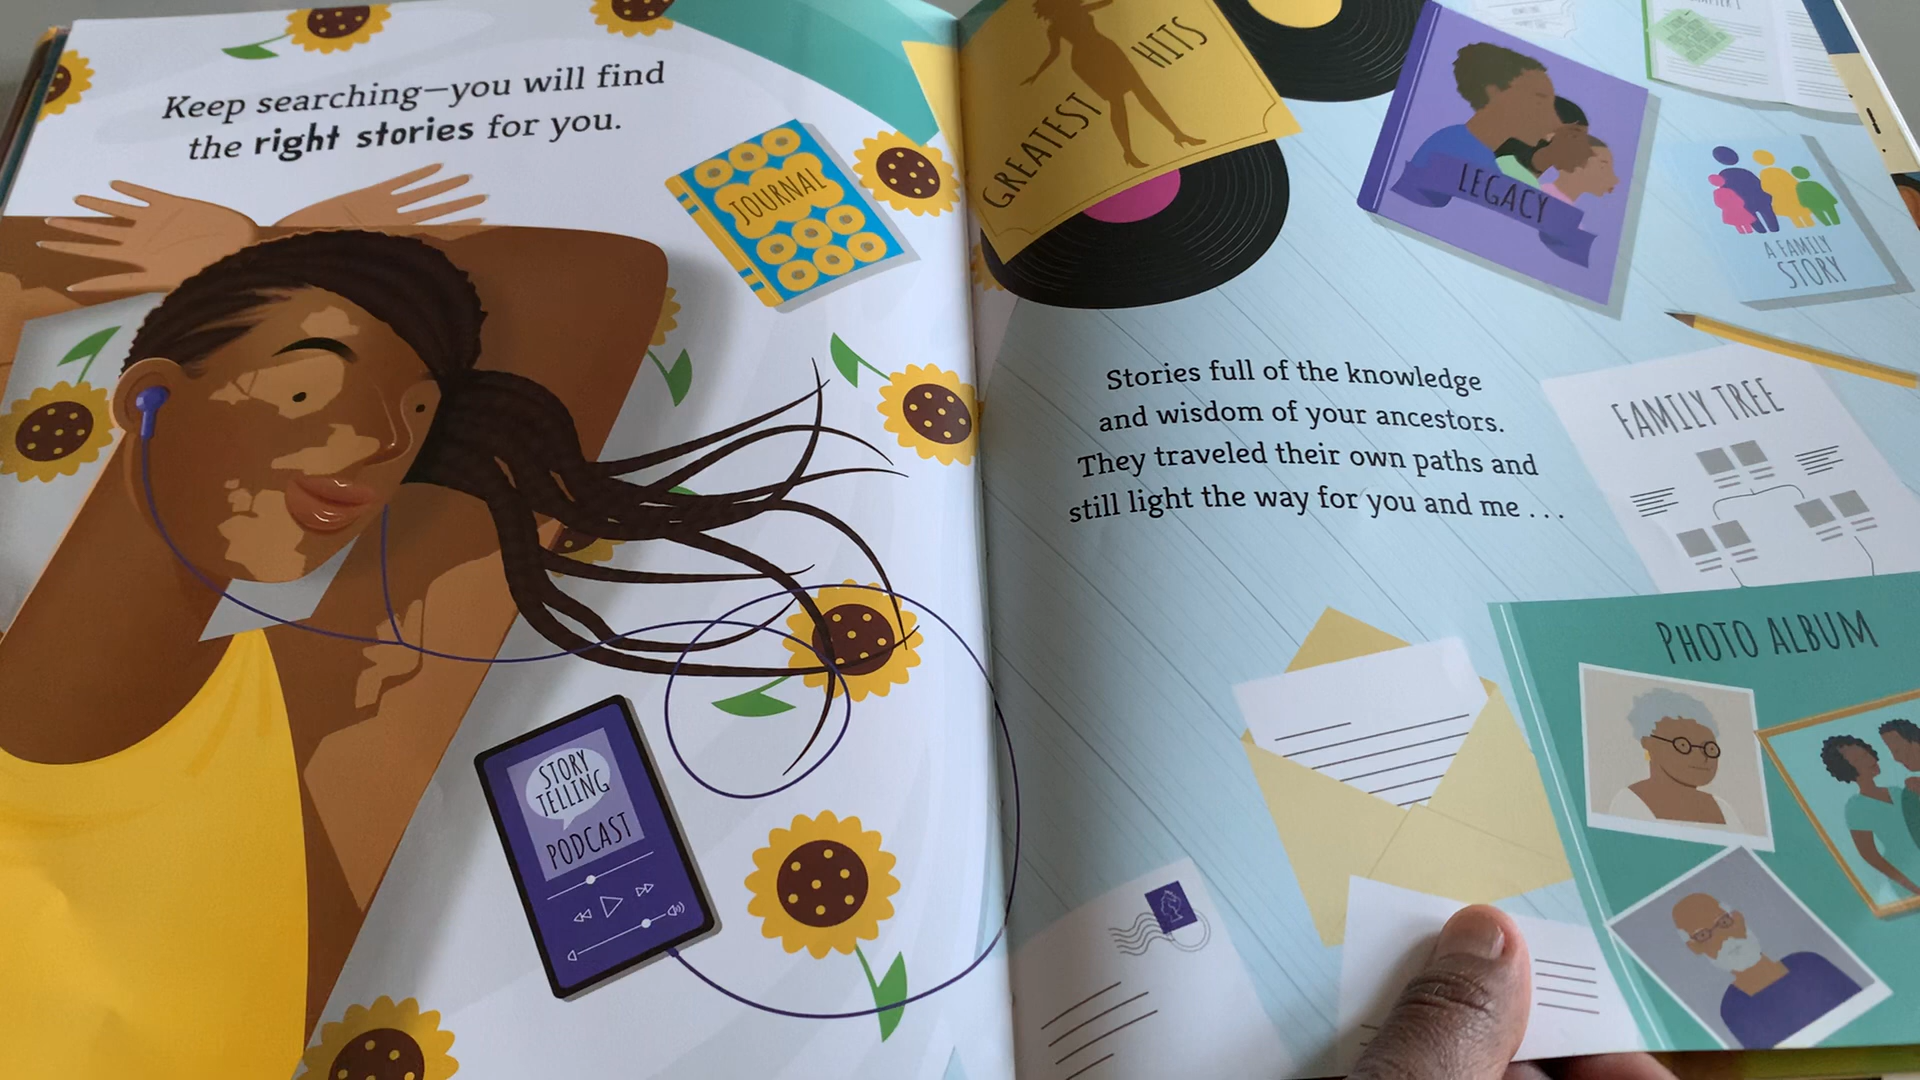 Keep searching—you will find
the right stories for you.
JOURNAL
STORY
TELLING
PODCAST
GREATEST
HITS
LEGACY
A FAMILY
STORY
Stories full of the knowledge
and wisdom of your ancestors.
They traveled their own paths and
still light the way for you and me . . .
FAMILY TREE
PHOTO ALBUM